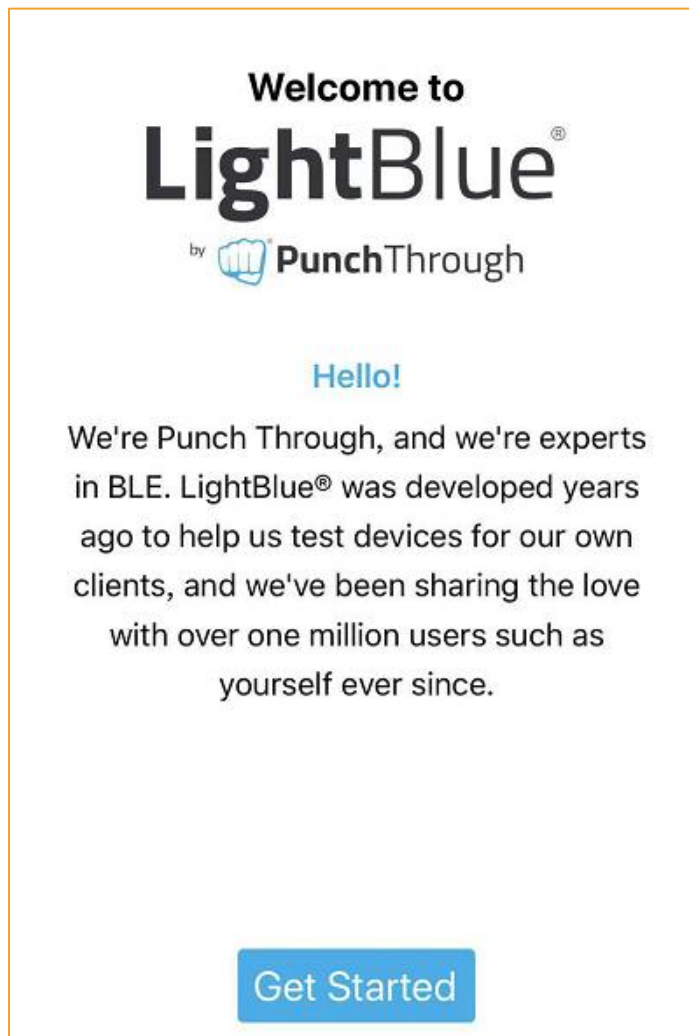 Welcome to
LightBlue®
by PunchThrough
Hello!
We're Punch Through, and we're experts
in BLE. LightBlue® was developed years
ago to help us test devices for our own
clients, and we've been sharing the love
with over one million users such as
yourself ever since.
Get Started